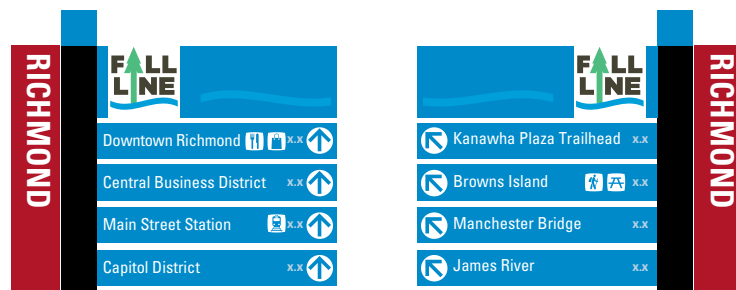 RICHMOND
FALL
LINE
Downtown Richmond x.x
Central Business District x.x
Main Street Station x.x
Capitol District x.x
FALL
LINE
Kanawha Plaza Trailhead x.x
Browns Island x.x
Manchester Bridge x.x
James River x.x
RICHMOND